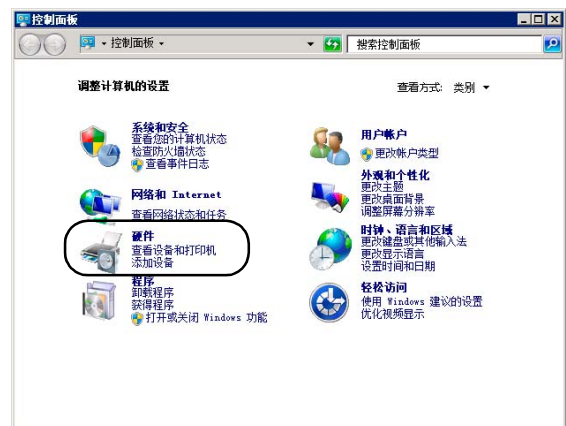 控制面板
控制面板
搜索控制面板
调整计算机的设置
查看方式: 类别
系统和安全
查看您的计算机状态
检查防火墙状态
查看事件日志
网络和 Internet
查看网络状态和任务
硬件
查看设备和打印机
添加设备
程序
卸载程序
获得程序
打开或关闭 Windows 功能
用户帐户
更改帐户类型
外观和个性化
更改主题
更改桌面背景
调整屏幕分辨率
时钟、语言和区域
更改键盘或其他输入法
更改显示语言
设置时间和日期
轻松访问
使用 Windows 建议的设置
优化视频显示